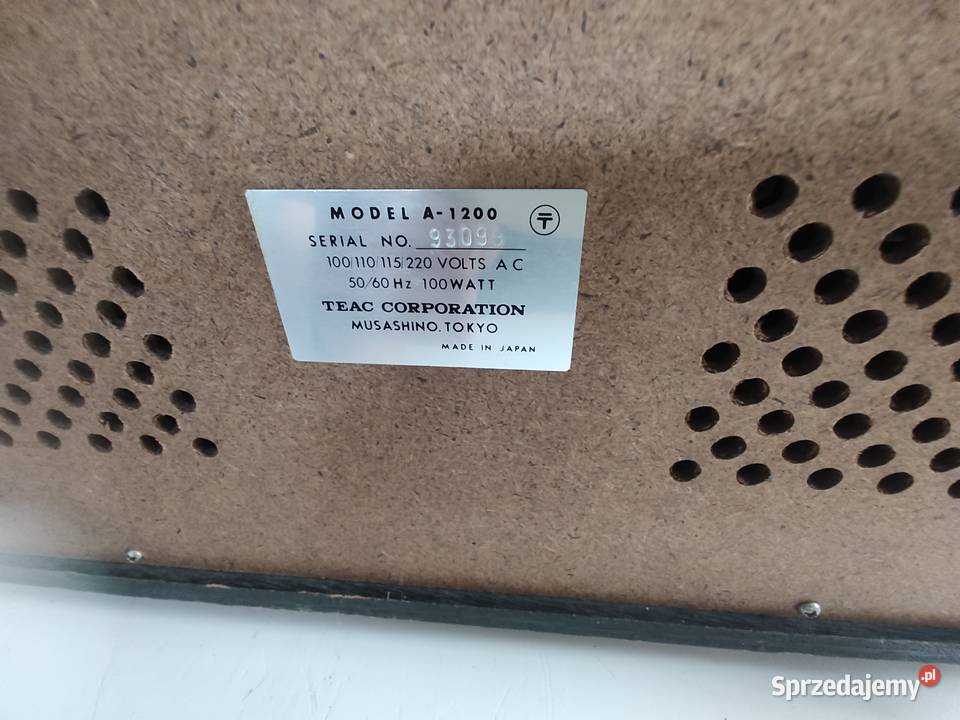 MODEL A-1200
SERIAL NO.
100/110/115/220 VOLTS AC
50/60 Hz 100WATT
TEAC CORPORATION
MUSASHINO. TOKYO
MADE IN JAPAN
Sprzedajemy.pl